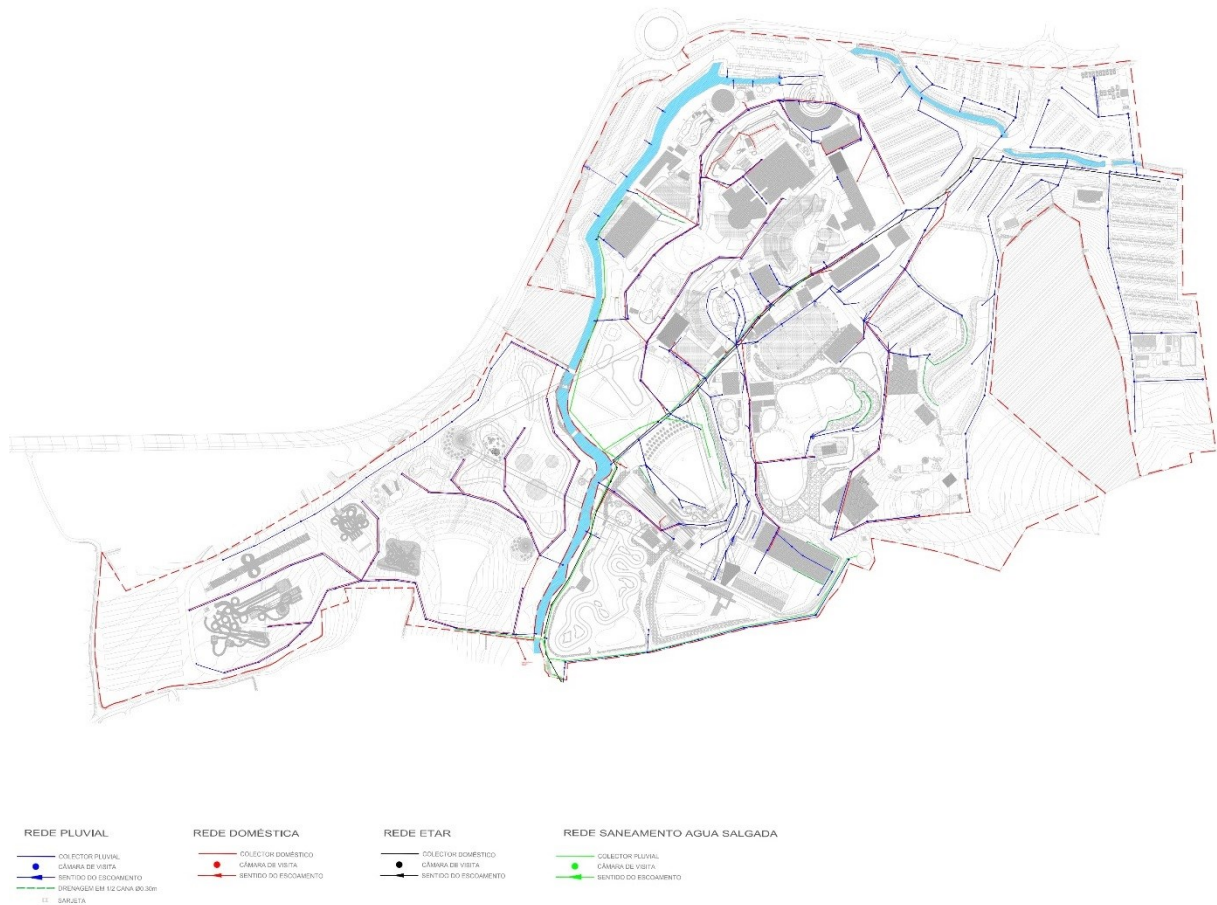 REDE PLUVIAL
COLECTOR PLUVIAL
CÂMARA DE VISITA
SENTIDO DO ESCOAMENTO
DRENAGEM EM 1/2 CANA Ø0.30m
SARJETA
REDE DOMÉSTICA
COLECTOR DOMÉSTICO
CÂMARA DE VISITA
SENTIDO DO ESCOAMENTO
REDE ETAR
COLECTOR DOMÉSTICO
CÂMARA DE VISITA
SENTIDO DO ESCOAMENTO
REDE SANEAMENTO AGUA SALGADA
COLECTOR PLUVIAL
CÂMARA DE VISITA
SENTIDO DO ESCOAMENTO